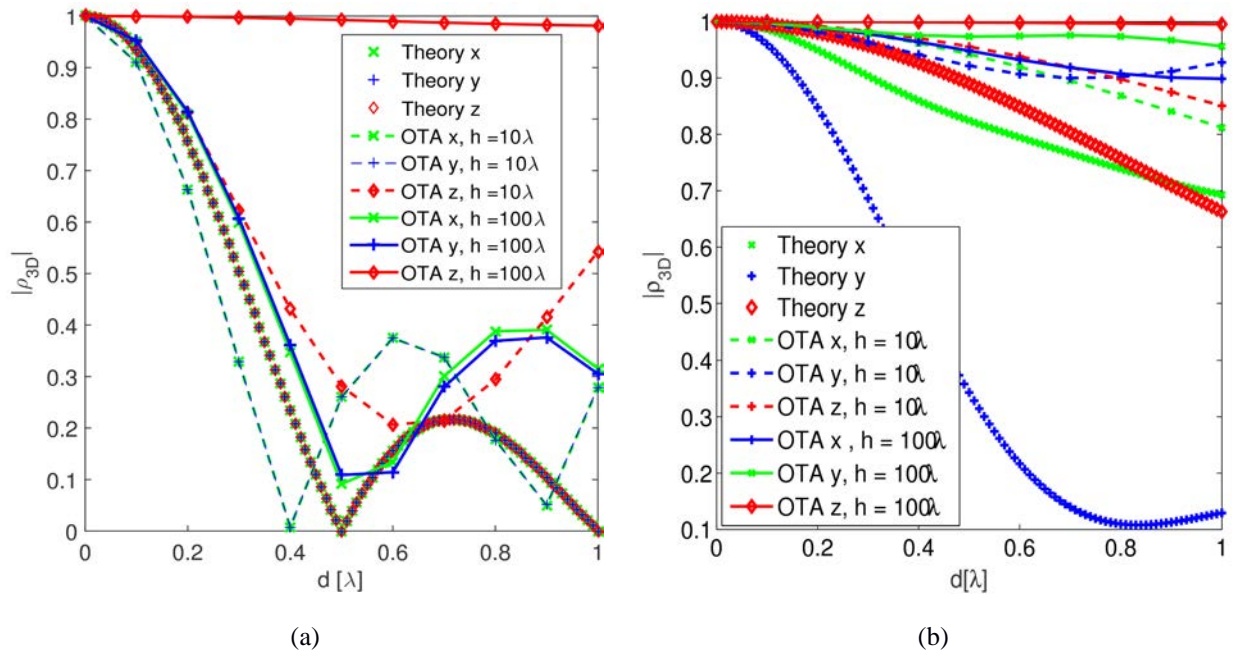 1
0.9
0.8
0.7
0.6
0.5
0.4
0.3
0.2
0.1
0
|ρ3D|
0 0.2 0.4 0.6 0.8 1
d [λ]
Theory x
Theory y
Theory z
OTA x, h = 10λ
OTA y, h = 10λ
OTA z, h = 10λ
OTA x, h = 100λ
OTA y, h = 100λ
OTA z, h = 100λ
(a)
1
0.9
0.8
0.7
0.6
0.5
0.4
0.3
0.2
0.1
|ρ3D|
0 0.2 0.4 0.6 0.8 1
d[λ]
Theory x
Theory y
Theory z
OTA x, h = 10λ
OTA y, h = 10λ
OTA z, h = 10λ
OTA x , h = 100λ
OTA y, h = 100λ
OTA z, h = 100λ
(b)